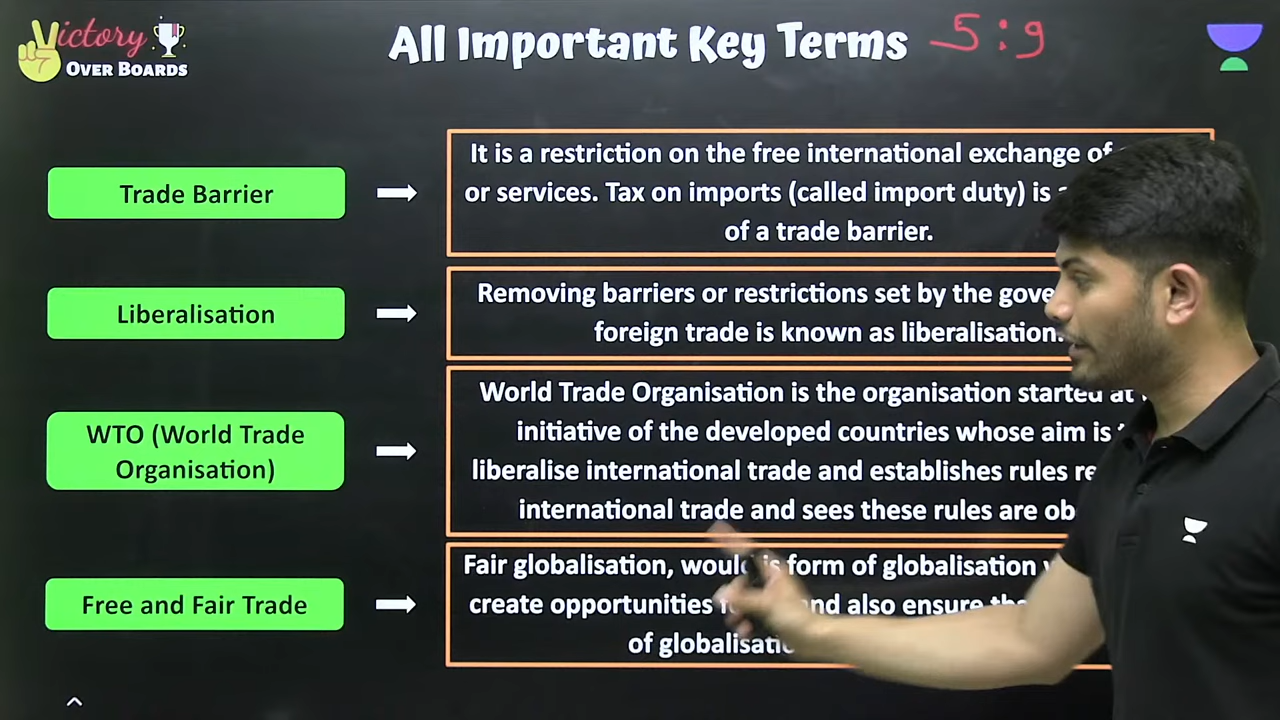 Victory
OVER BOARDS
All Important Key Terms
5:9
Trade Barrier
It is a restriction on the free international exchange of
or services. Tax on imports (called import duty) is
of a trade barrier.
Liberalisation
Removing barriers or restrictions set by the
foreign trade is known as liberalisation.
WTO (World Trade
Organisation)
World Trade Organisation is the organisation started at
initiative of the developed countries whose aim is
liberalise international trade and establishes rules
international trade and sees these rules are
Free and Fair Trade
Fair globalisation, would is form of globalisation
create opportunities and also ensure
of